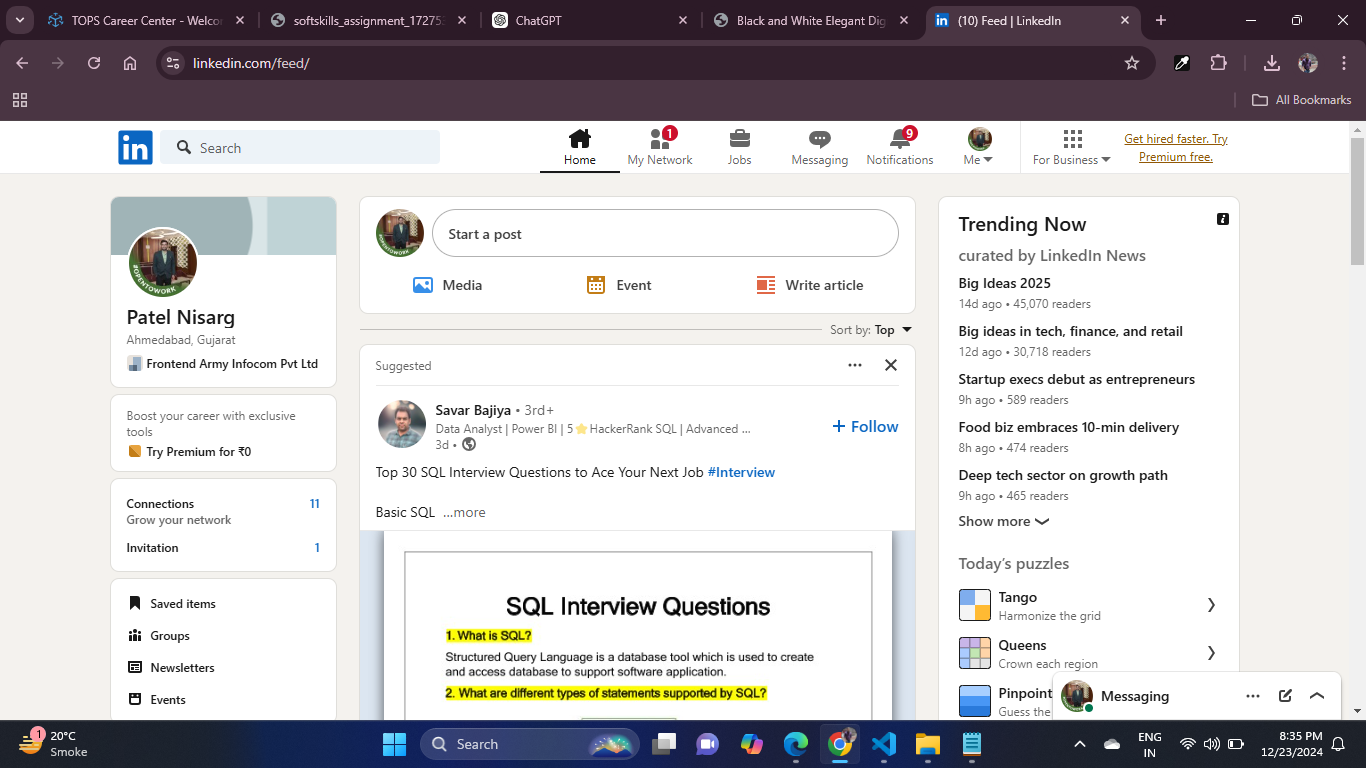 TOPS Career Center - Welcor
softskills_assignment_17275
ChatGPT
Black and White Elegant Dig
(10) Feed | LinkedIn
linkedin.com/feed/
All Bookmarks
in
Search
Home
1
My Network
Jobs
Messaging
9
Notifications
Me
For Business
Get hired faster. Try
Premium free.
#OPENTOWORK
Patel Nisarg
Ahmedabad, Gujarat
Frontend Army Infocom Pvt Ltd
Boost your career with exclusive
tools
Try Premium for ₹0
Connections 11
Grow your network
Invitation 1
Saved items
Groups
Newsletters
Events
Start a post
Media
Event
Write article
Sort by: Top
Suggested
Savar Bajiya • 3rd+
Data Analyst | Power BI | 5⭐HackerRank SQL | Advanced ...
3d •
+ Follow
Top 30 SQL Interview Questions to Ace Your Next Job #Interview
Basic SQL ...more
SQL Interview Questions
1. What is SQL?
Structured Query Language is a database tool which is used to create
and access database to support software application.
2. What are different types of statements supported by SQL?
Trending Now
curated by LinkedIn News
Big Ideas 2025
14d ago • 45,070 readers
Big ideas in tech, finance, and retail
12d ago • 30,718 readers
Startup execs debut as entrepreneurs
9h ago • 589 readers
Food biz embraces 10-min delivery
8h ago • 474 readers
Deep tech sector on growth path
9h ago • 465 readers
Show more
Today's puzzles
Tango
Harmonize the grid
Queens
Crown each region
Pinpoint
Guess the
Messaging
1
20°C
Smoke
Search
ENG
IN
8:35 PM
12/23/2024